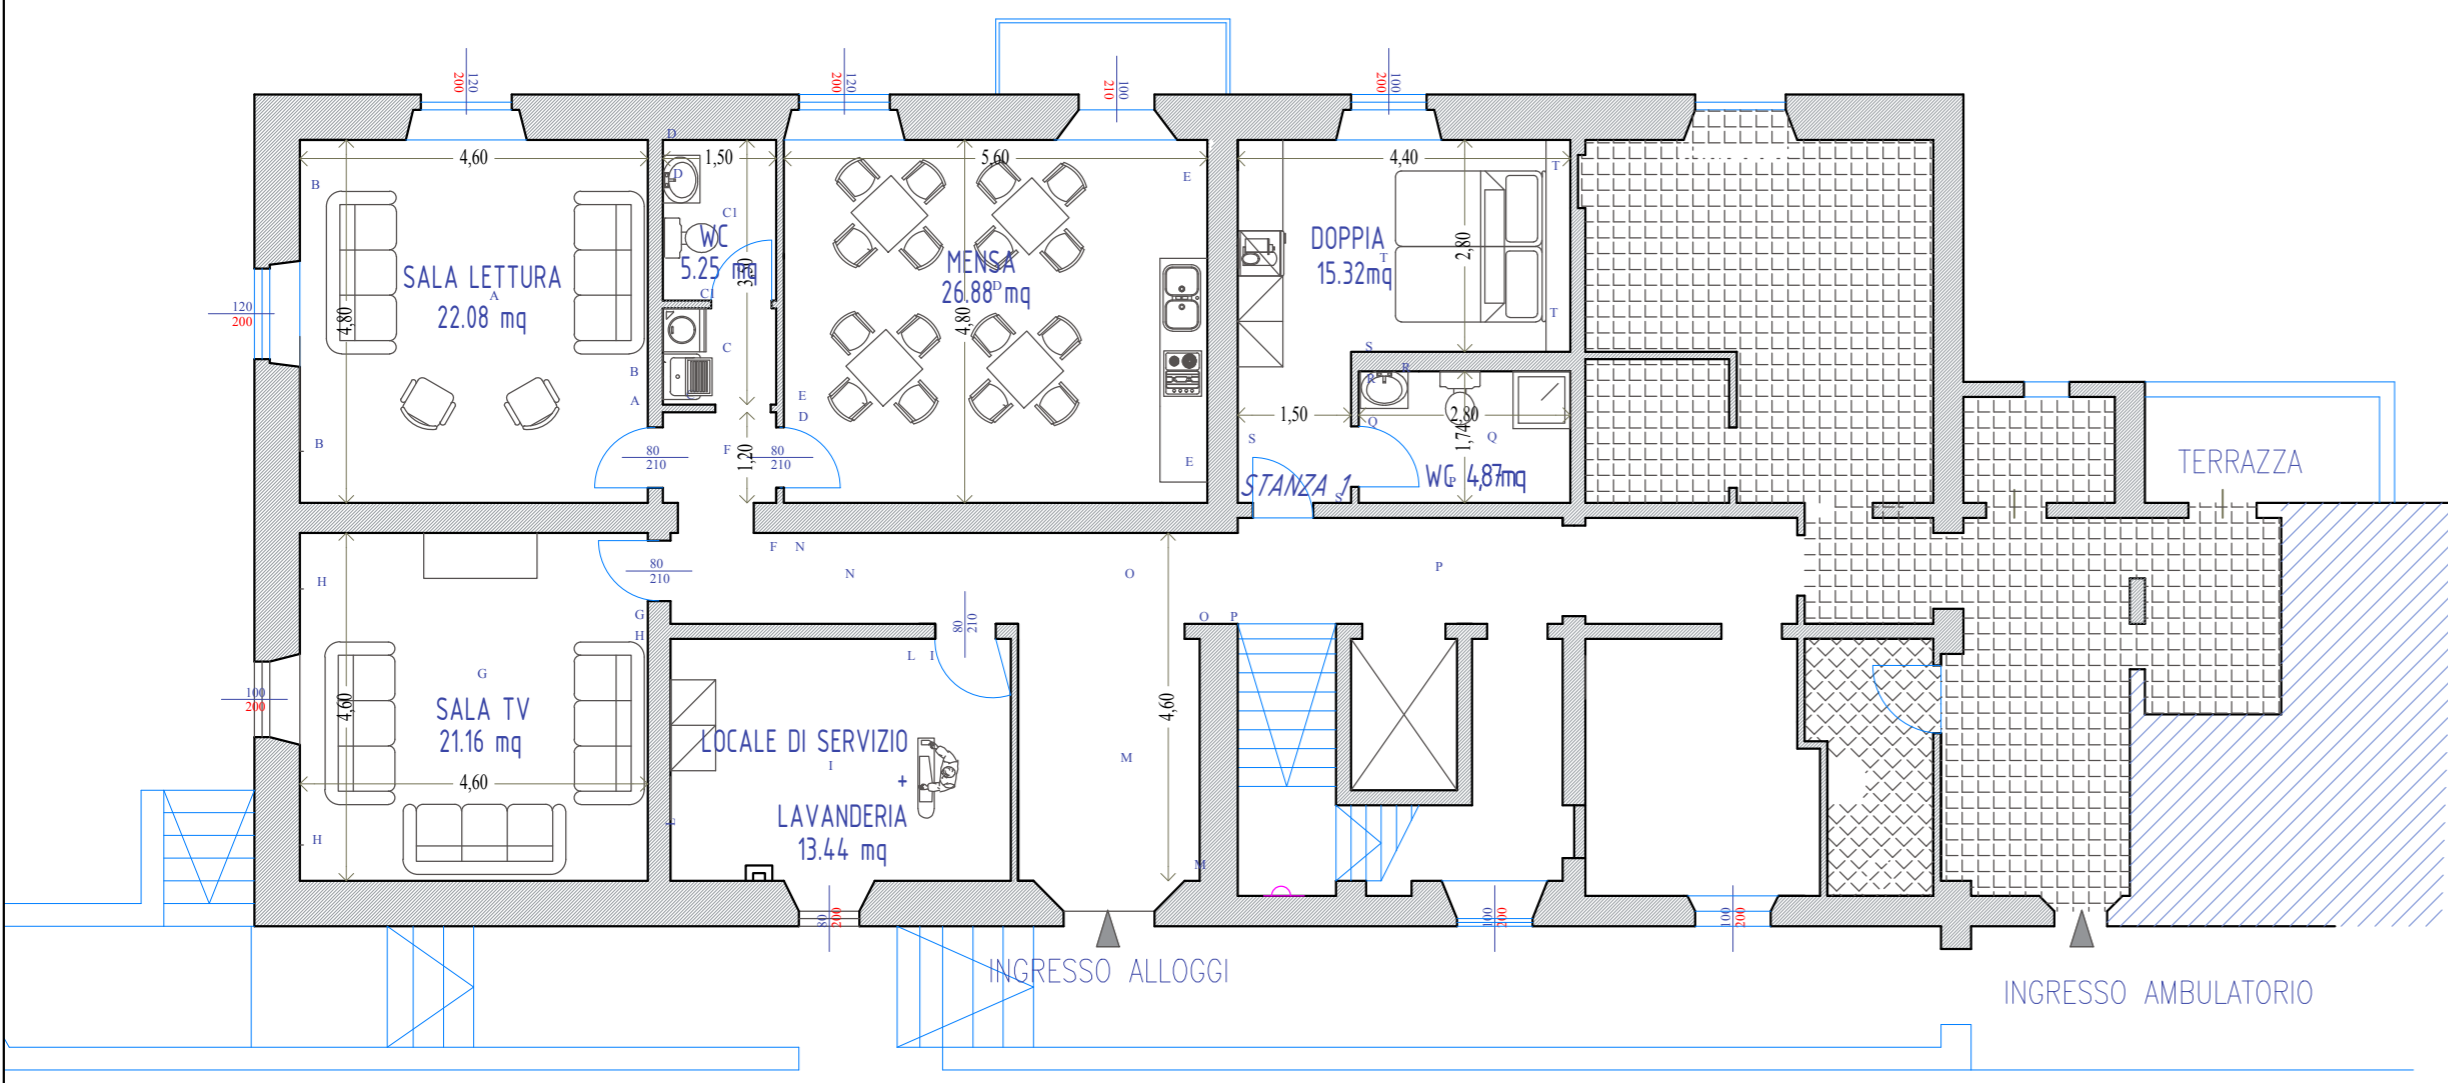 120
200
120
200
100
210
100
200
D
4,60
1,50
5,60
4,40
B
D
E
T
C1
WC
5.25 mq
3,50
C1
SALA LETTURA
A
22.08 mq
4,80
120
200
MENSA
26.88 mq
D
4,80
DOPPIA
15.32mq
T
2,80
T
C
B
A
C
E
D
S
R
R
1,50
2,80
Q
Q
1,74
B
F
1,20
80
210
80
210
E
S
STANZA 1
S
WC 4,87mq
P
TERRAZZA
F
N
N
O
P
80
210
H
G
H
O
P
80
210
L
I
G
SALA TV
21.16 mq
4,60
4,60
100
200
LOCALE DI SERVIZIO
I
+
LAVANDERIA
13.44 mq
L
4,60
M
M
H
80
200
100
200
100
200
INGRESSO ALLOGGI
INGRESSO AMBULATORIO